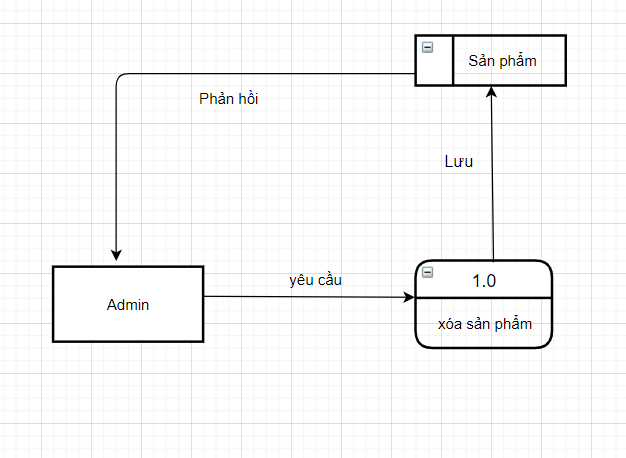 Sản phẩm
Phản hồi
Lưu
1.0
yêu cầu
Admin
xóa sản phẩm